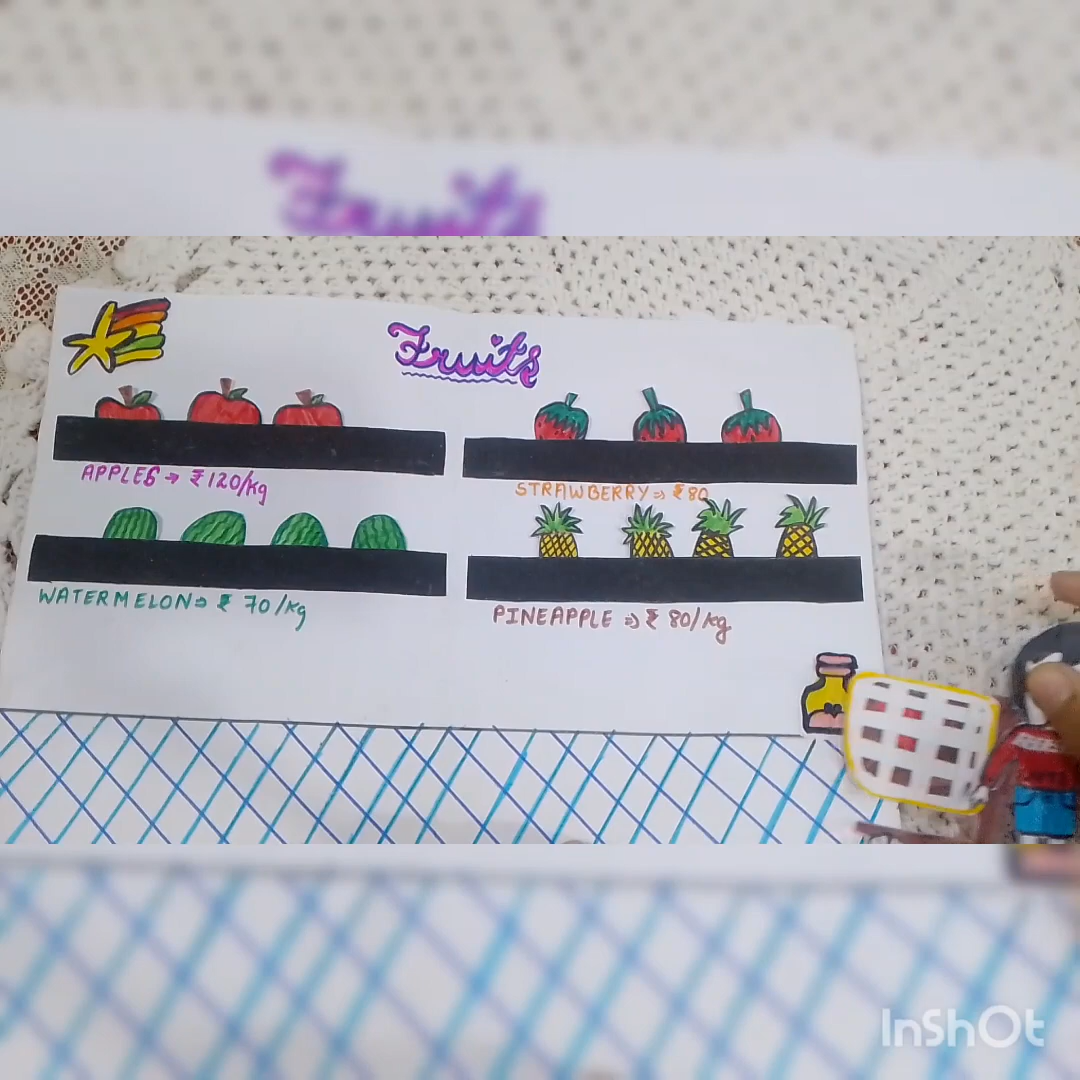 Fruits
Fruits
APPLES → ₹120/kg
STRAWBERRY ⇒ ₹80
WATERMELON ⇒ ₹ 70/kg
PINEAPPLE ⇒ ₹ 80/kg
InShOt